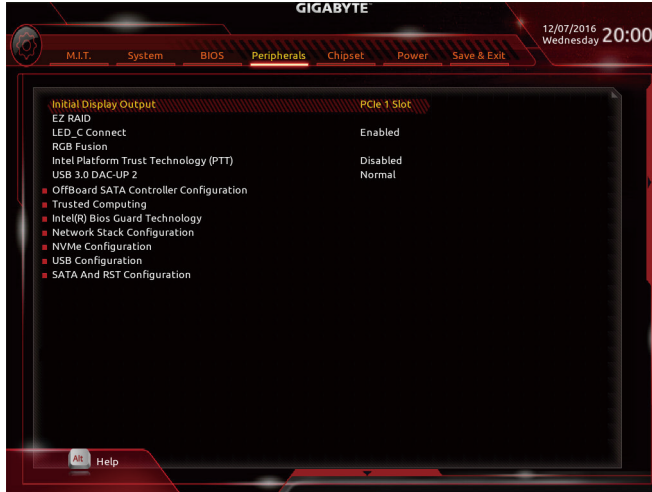 GIGABYTE
12/07/2016
Wednesday 20:00
M.I.T. System BIOS Peripherals Chipset Power Save & Exit
Initial Display Output PCIe 1 Slot
EZ RAID
LED_C Connect Enabled
RGB Fusion
Intel Platform Trust Technology (PTT) Disabled
USB 3.0 DAC-UP 2 Normal
OffBoard SATA Controller Configuration
Trusted Computing
Intel(R) Bios Guard Technology
Network Stack Configuration
NVMe Configuration
USB Configuration
SATA And RST Configuration
Alt Help